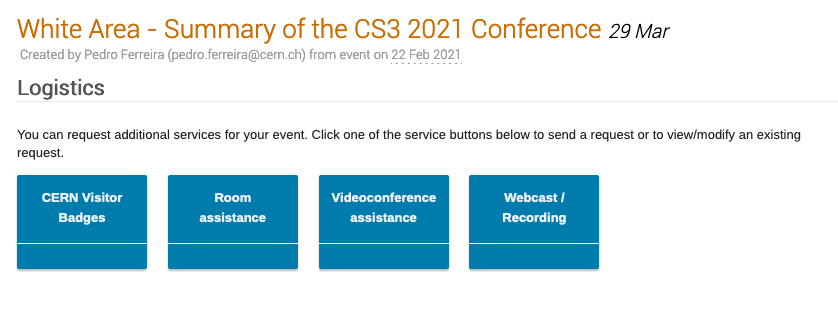 White Area - Summary of the CS3 2021 Conference 29 Mar
Created by Pedro Ferreira (pedro.ferreira@cern.ch) from event on 22 Feb 2021
Logistics
You can request additional services for your event. Click one of the service buttons below to send a request or to view/modify an existing
request.
CERN Visitor
Badges
Room
assistance
Videoconference
assistance
Webcast /
Recording